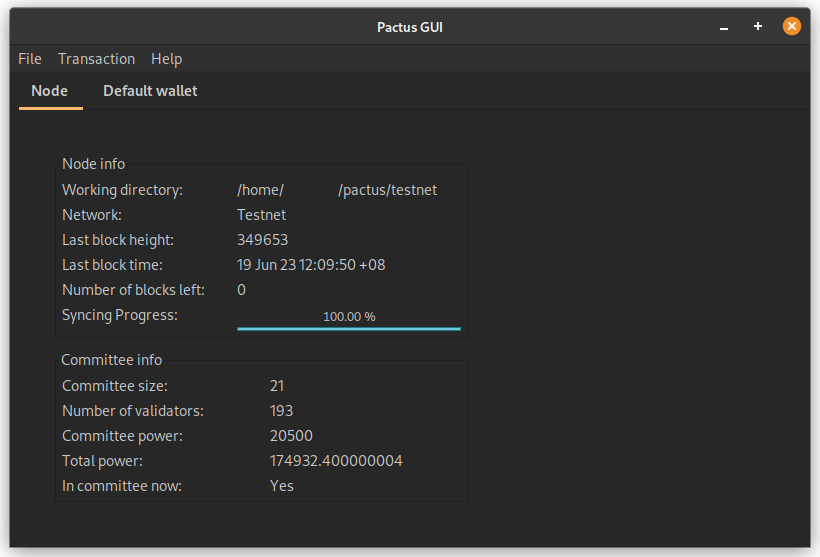 Pactus GUI
File Transaction Help
Node Default wallet
Node info
Working directory: /home/ /pactus/testnet
Network: Testnet
Last block height: 349653
Last block time: 19 Jun 23 12:09:50 +08
Number of blocks left: 0
Syncing Progress: 100.00 %
Committee info
Committee size: 21
Number of validators: 193
Committee power: 20500
Total power: 174932.400000004
In committee now: Yes